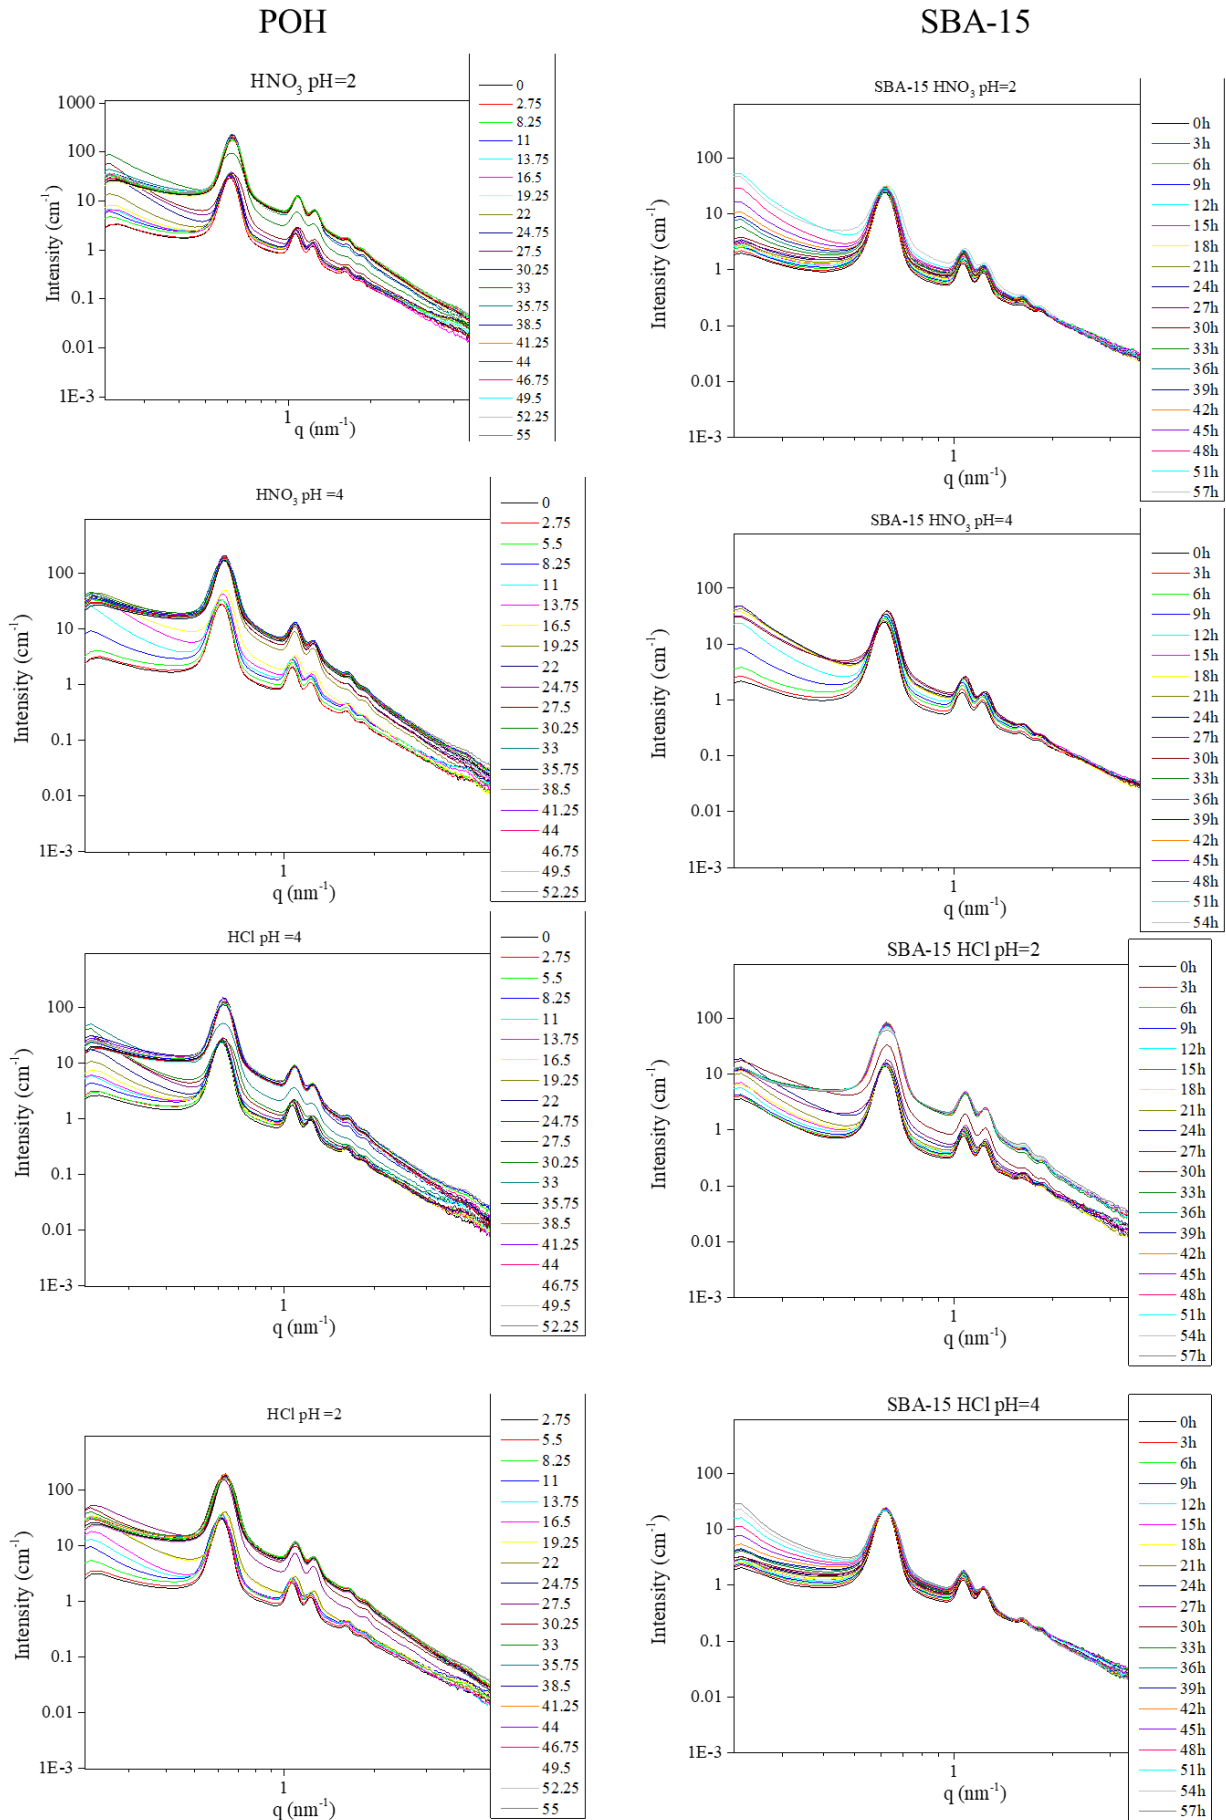 POH
SBA-15
HNO₃ pH=2
Intensity (cm⁻¹)
1000
100
10
1
0.1
0.01
1E-3
1
q (nm⁻¹)
0
2.75
8.25
11
13.75
16.5
19.25
22
24.75
27.5
30.25
33
35.75
38.5
41.25
44
46.75
49.5
52.25
55
SBA-15 HNO₃ pH=2
Intensity (cm⁻¹)
100
10
1
0.1
0.01
1E-3
1
q (nm⁻¹)
0h
3h
6h
9h
12h
15h
18h
21h
24h
27h
30h
33h
36h
39h
42h
45h
48h
51h
57h
HNO₃ pH =4
Intensity (cm⁻¹)
100
10
1
0.1
0.01
1E-3
1
q (nm⁻¹)
0
2.75
5.5
8.25
11
13.75
16.5
19.25
22
24.75
27.5
30.25
33
35.75
38.5
41.25
44
46.75
49.5
52.25
SBA-15 HNO₃ pH=4
Intensity (cm⁻¹)
100
10
1
0.1
0.01
1E-3
1
q (nm⁻¹)
0h
3h
6h
9h
12h
15h
18h
21h
24h
27h
30h
33h
36h
39h
42h
45h
48h
51h
54h
HCl pH =4
Intensity (cm⁻¹)
100
10
1
0.1
0.01
1E-3
1
q (nm⁻¹)
0
2.75
5.5
8.25
11
13.75
16.5
19.25
22
24.75
27.5
30.25
33
35.75
38.5
41.25
44
46.75
49.5
52.25
SBA-15 HCl pH=2
Intensity (cm⁻¹)
100
10
1
0.1
0.01
1E-3
1
q (nm⁻¹)
0h
3h
6h
9h
12h
15h
18h
21h
24h
27h
30h
33h
36h
39h
42h
45h
48h
51h
54h
57h
HCl pH =2
Intensity (cm⁻¹)
100
10
1
0.1
0.01
1E-3
1
q (nm⁻¹)
2.75
5.5
8.25
11
13.75
16.5
19.25
22
24.75
27.5
30.25
33
35.75
38.5
41.25
44
46.75
49.5
52.25
55
SBA-15 HCl pH=4
Intensity (cm⁻¹)
100
10
1
0.1
0.01
1E-3
1
q (nm⁻¹)
0h
3h
6h
9h
12h
15h
18h
21h
24h
27h
30h
33h
36h
39h
42h
45h
48h
51h
54h
57h